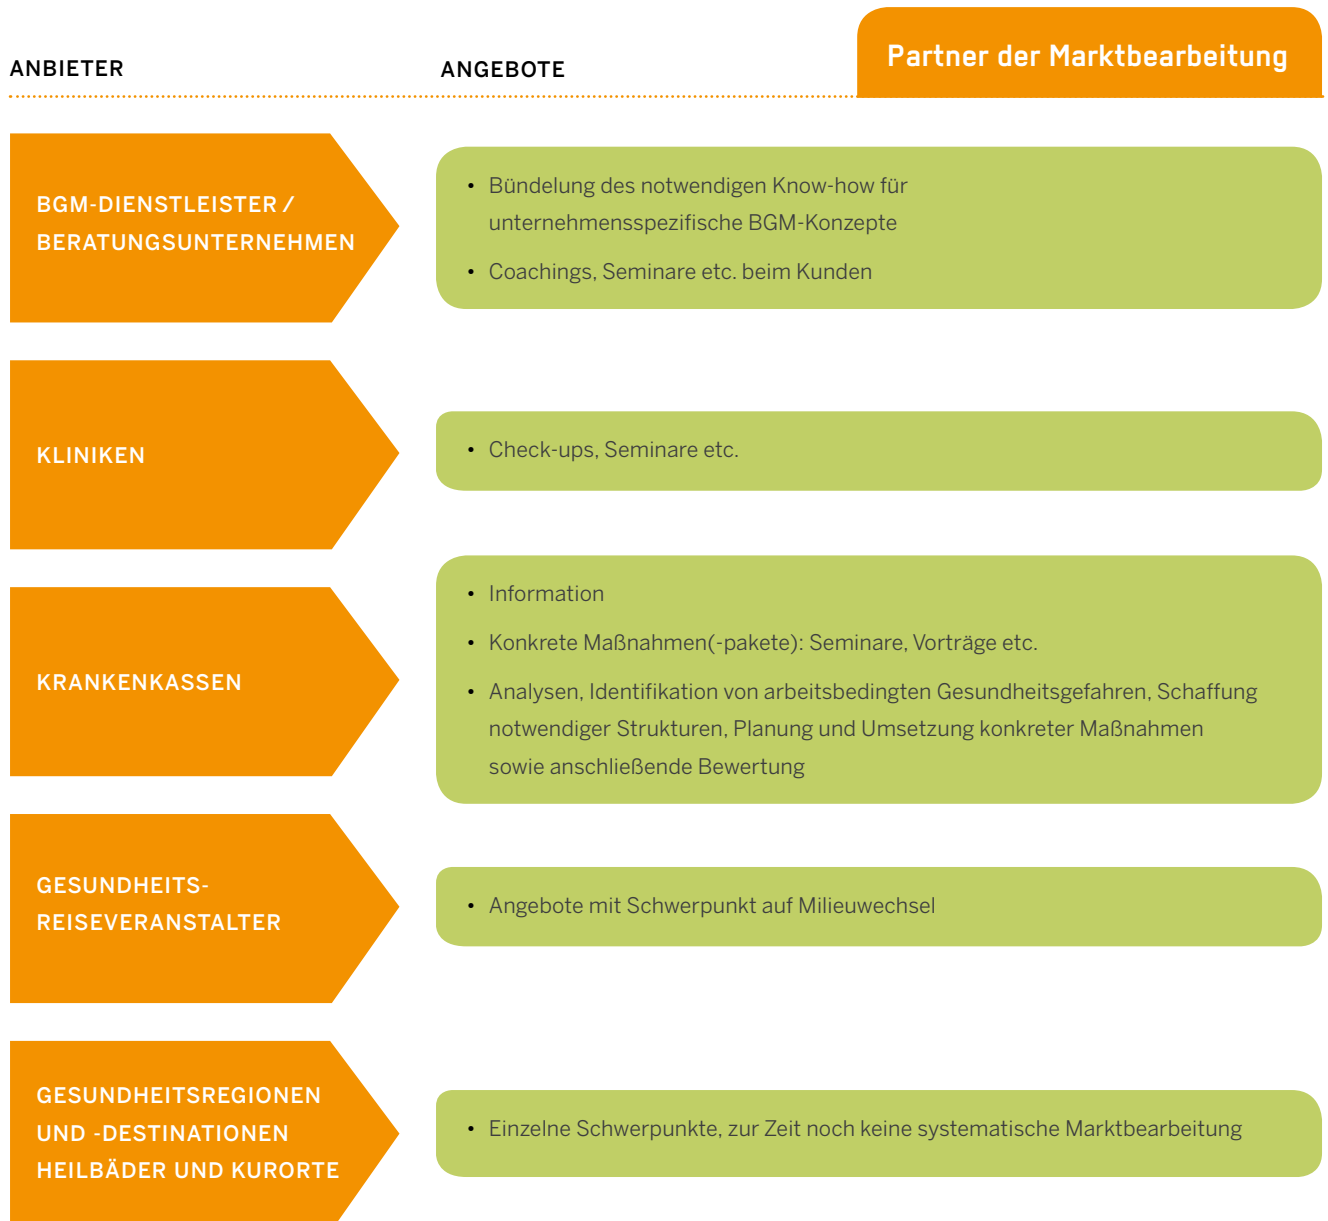 Partner der Marktbearbeitung
ANBIETER
ANGEBOTE
BGM-DIENSTLEISTER /
BERATUNGSUNTERNEHMEN
• Bündelung des notwendigen Know-how für
unternehmensspezifische BGM-Konzepte
• Coachings, Seminare etc. beim Kunden
KLINIKEN
• Check-ups, Seminare etc.
KRANKENKASSEN
• Information
• Konkrete Maßnahmen(-pakete): Seminare, Vorträge etc.
• Analysen, Identifikation von arbeitsbedingten Gesundheitsgefahren, Schaffung
notwendiger Strukturen, Planung und Umsetzung konkreter Maßnahmen
sowie anschließende Bewertung
GESUNDHEITS-
REISEVERANSTALTER
• Angebote mit Schwerpunkt auf Milieuwechsel
GESUNDHEITSREGIONEN
UND -DESTINATIONEN
HEILBÄDER UND KURORTE
• Einzelne Schwerpunkte, zur Zeit noch keine systematische Marktbearbeitung